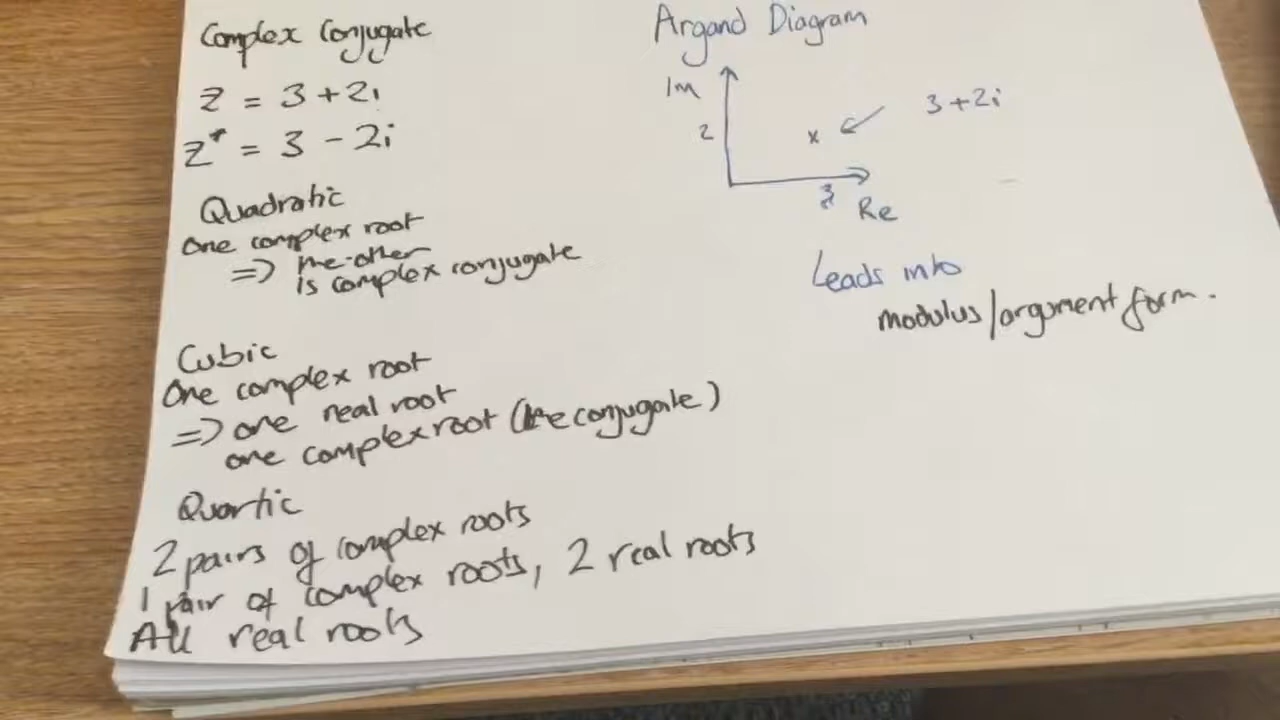 Complex Conjugate
z = 3 + 2i
z* = 3 - 2i
Quadratic
One complex root
=> the other
is complex conjugate
Cubic
One complex root
=> one real root
one complex root (the conjugate)
Quartic
2 pairs of complex roots
1 pair of complex roots, 2 real roots
All real roots
Argand Diagram
Im
2
x
3+2i
3
Re
Leads into
modulus/argument form.